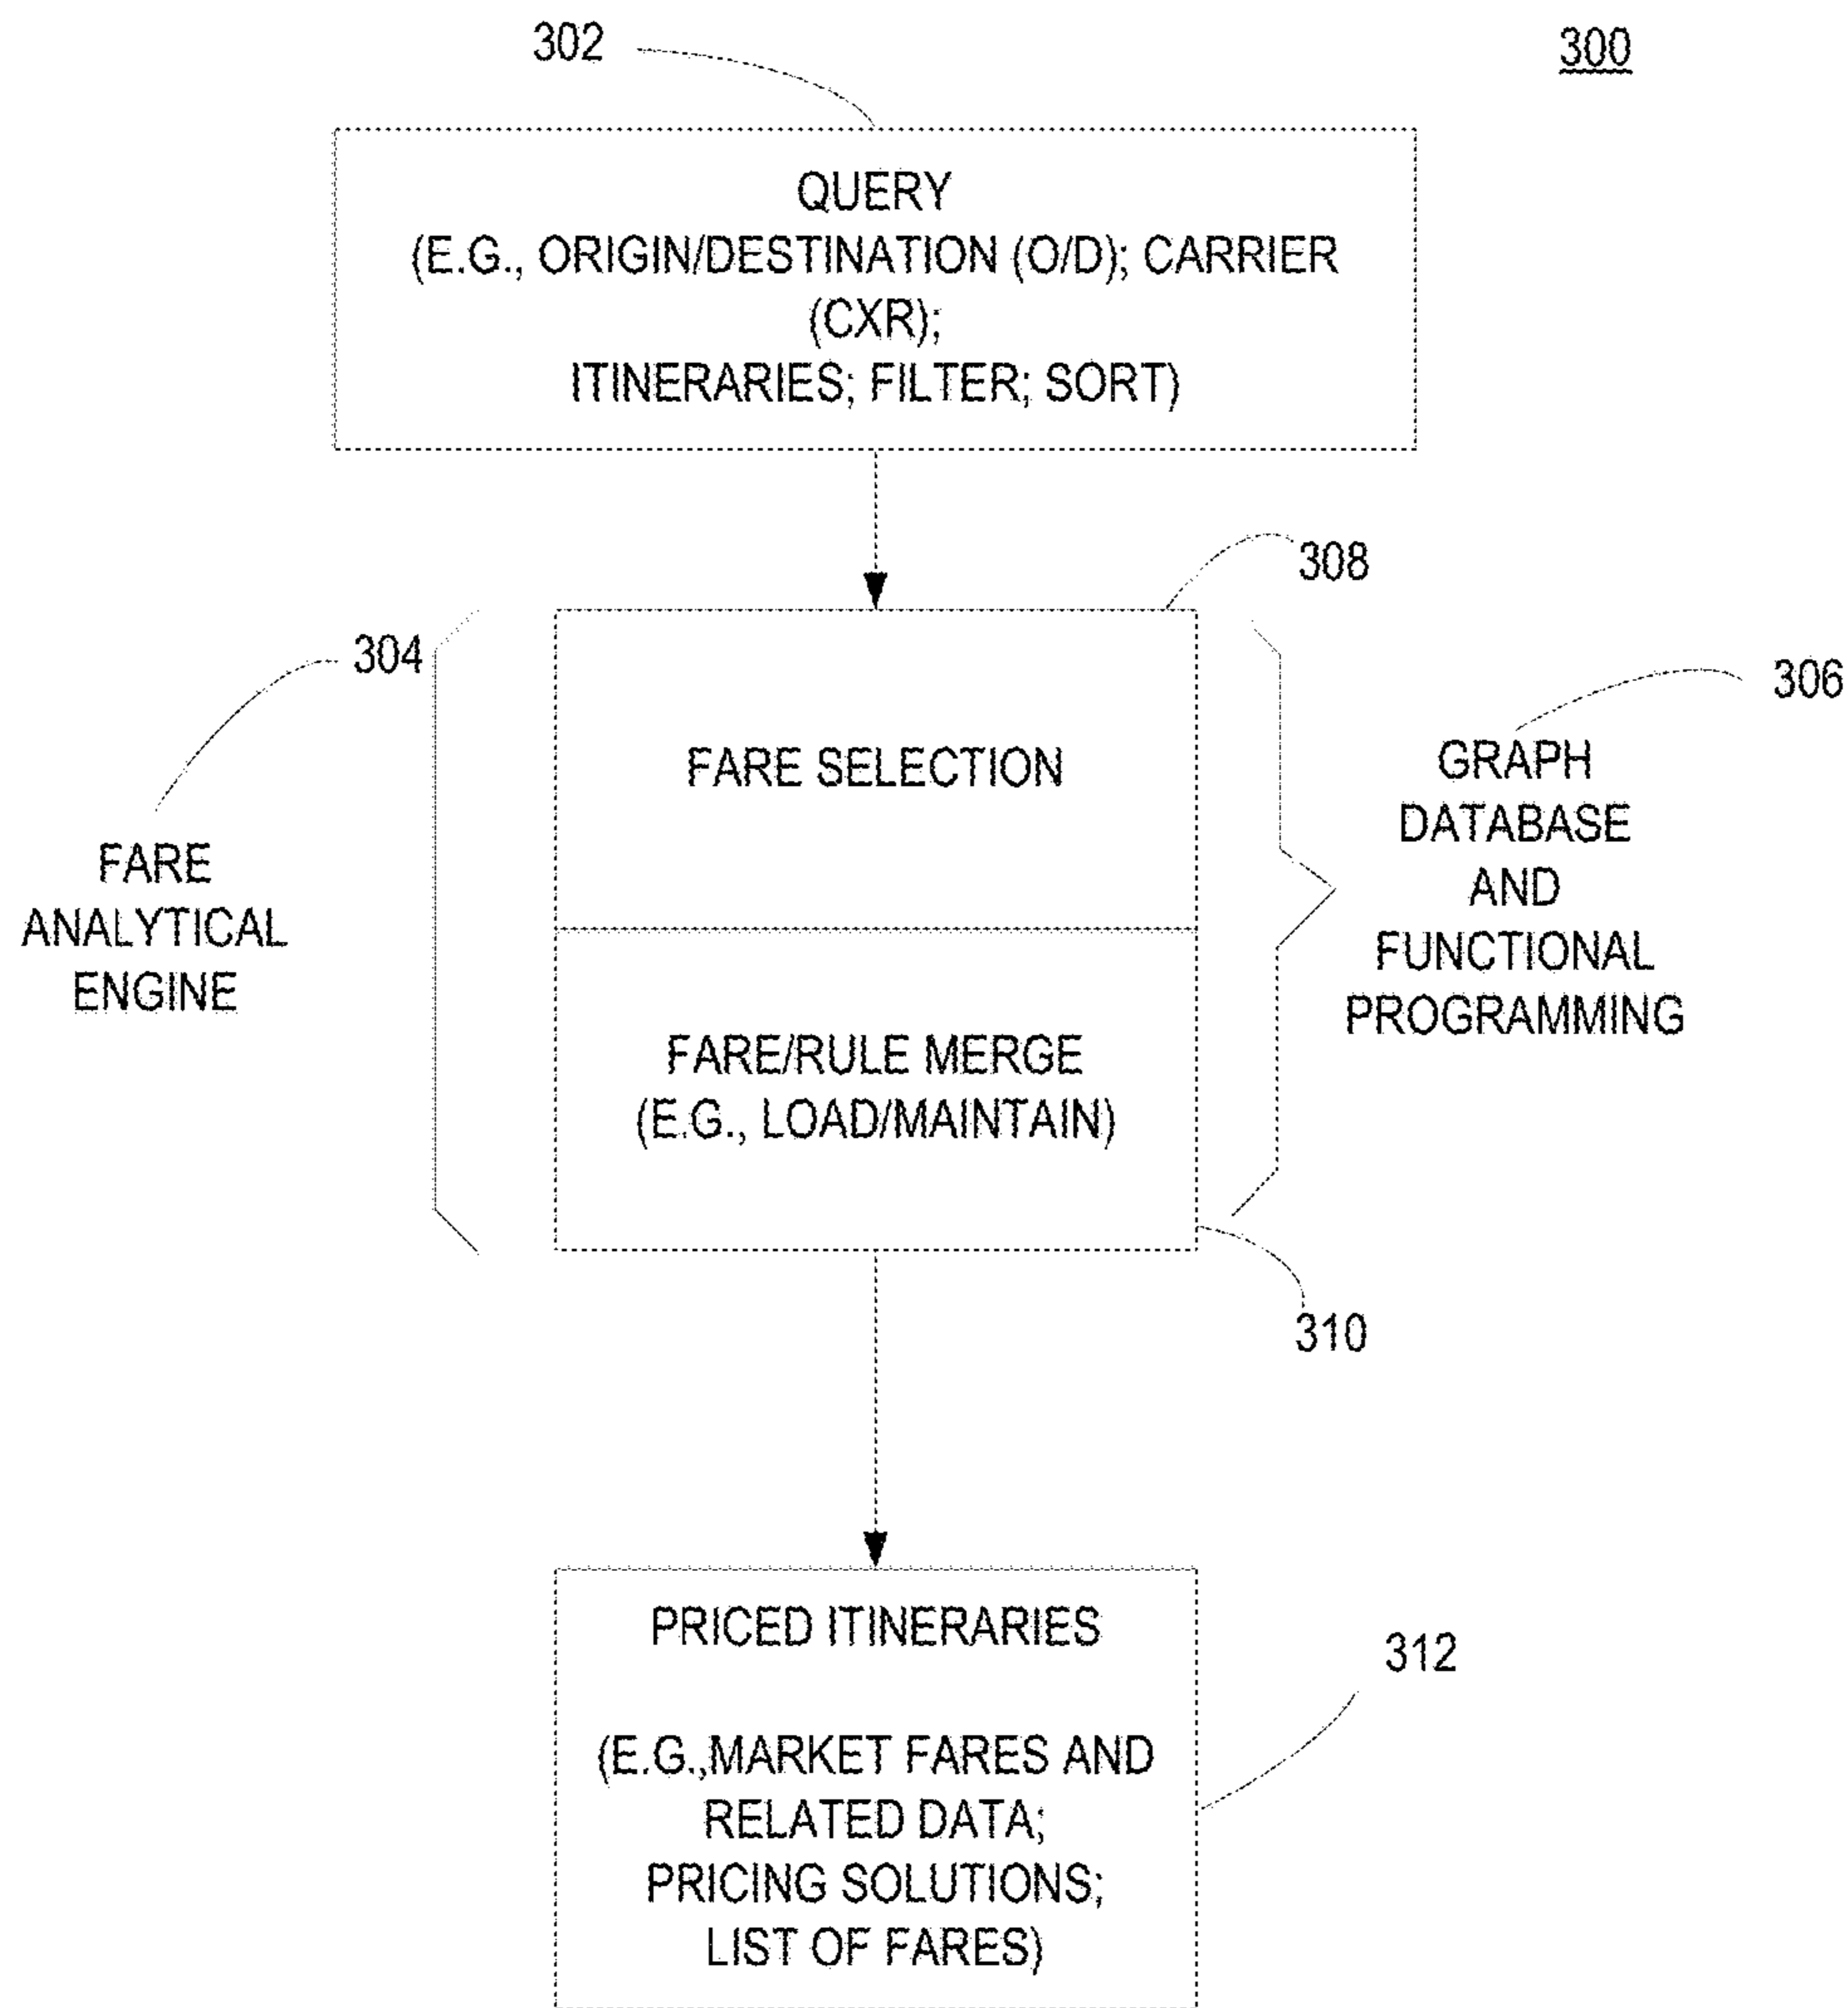 302
300
QUERY
(E.G., ORIGIN/DESTINATION (O/D); CARRIER
(CXR);
ITINERARIES; FILTER; SORT)
308
304
306
FARE SELECTION
GRAPH
DATABASE
AND
FUNCTIONAL
PROGRAMMING
FARE
ANALYTICAL
ENGINE
FARE/RULE MERGE
(E.G., LOAD/MAINTAIN)
310
PRICED ITINERARIES
312
(E.G.,MARKET FARES AND
RELATED DATA;
PRICING SOLUTIONS;
LIST OF FARES)